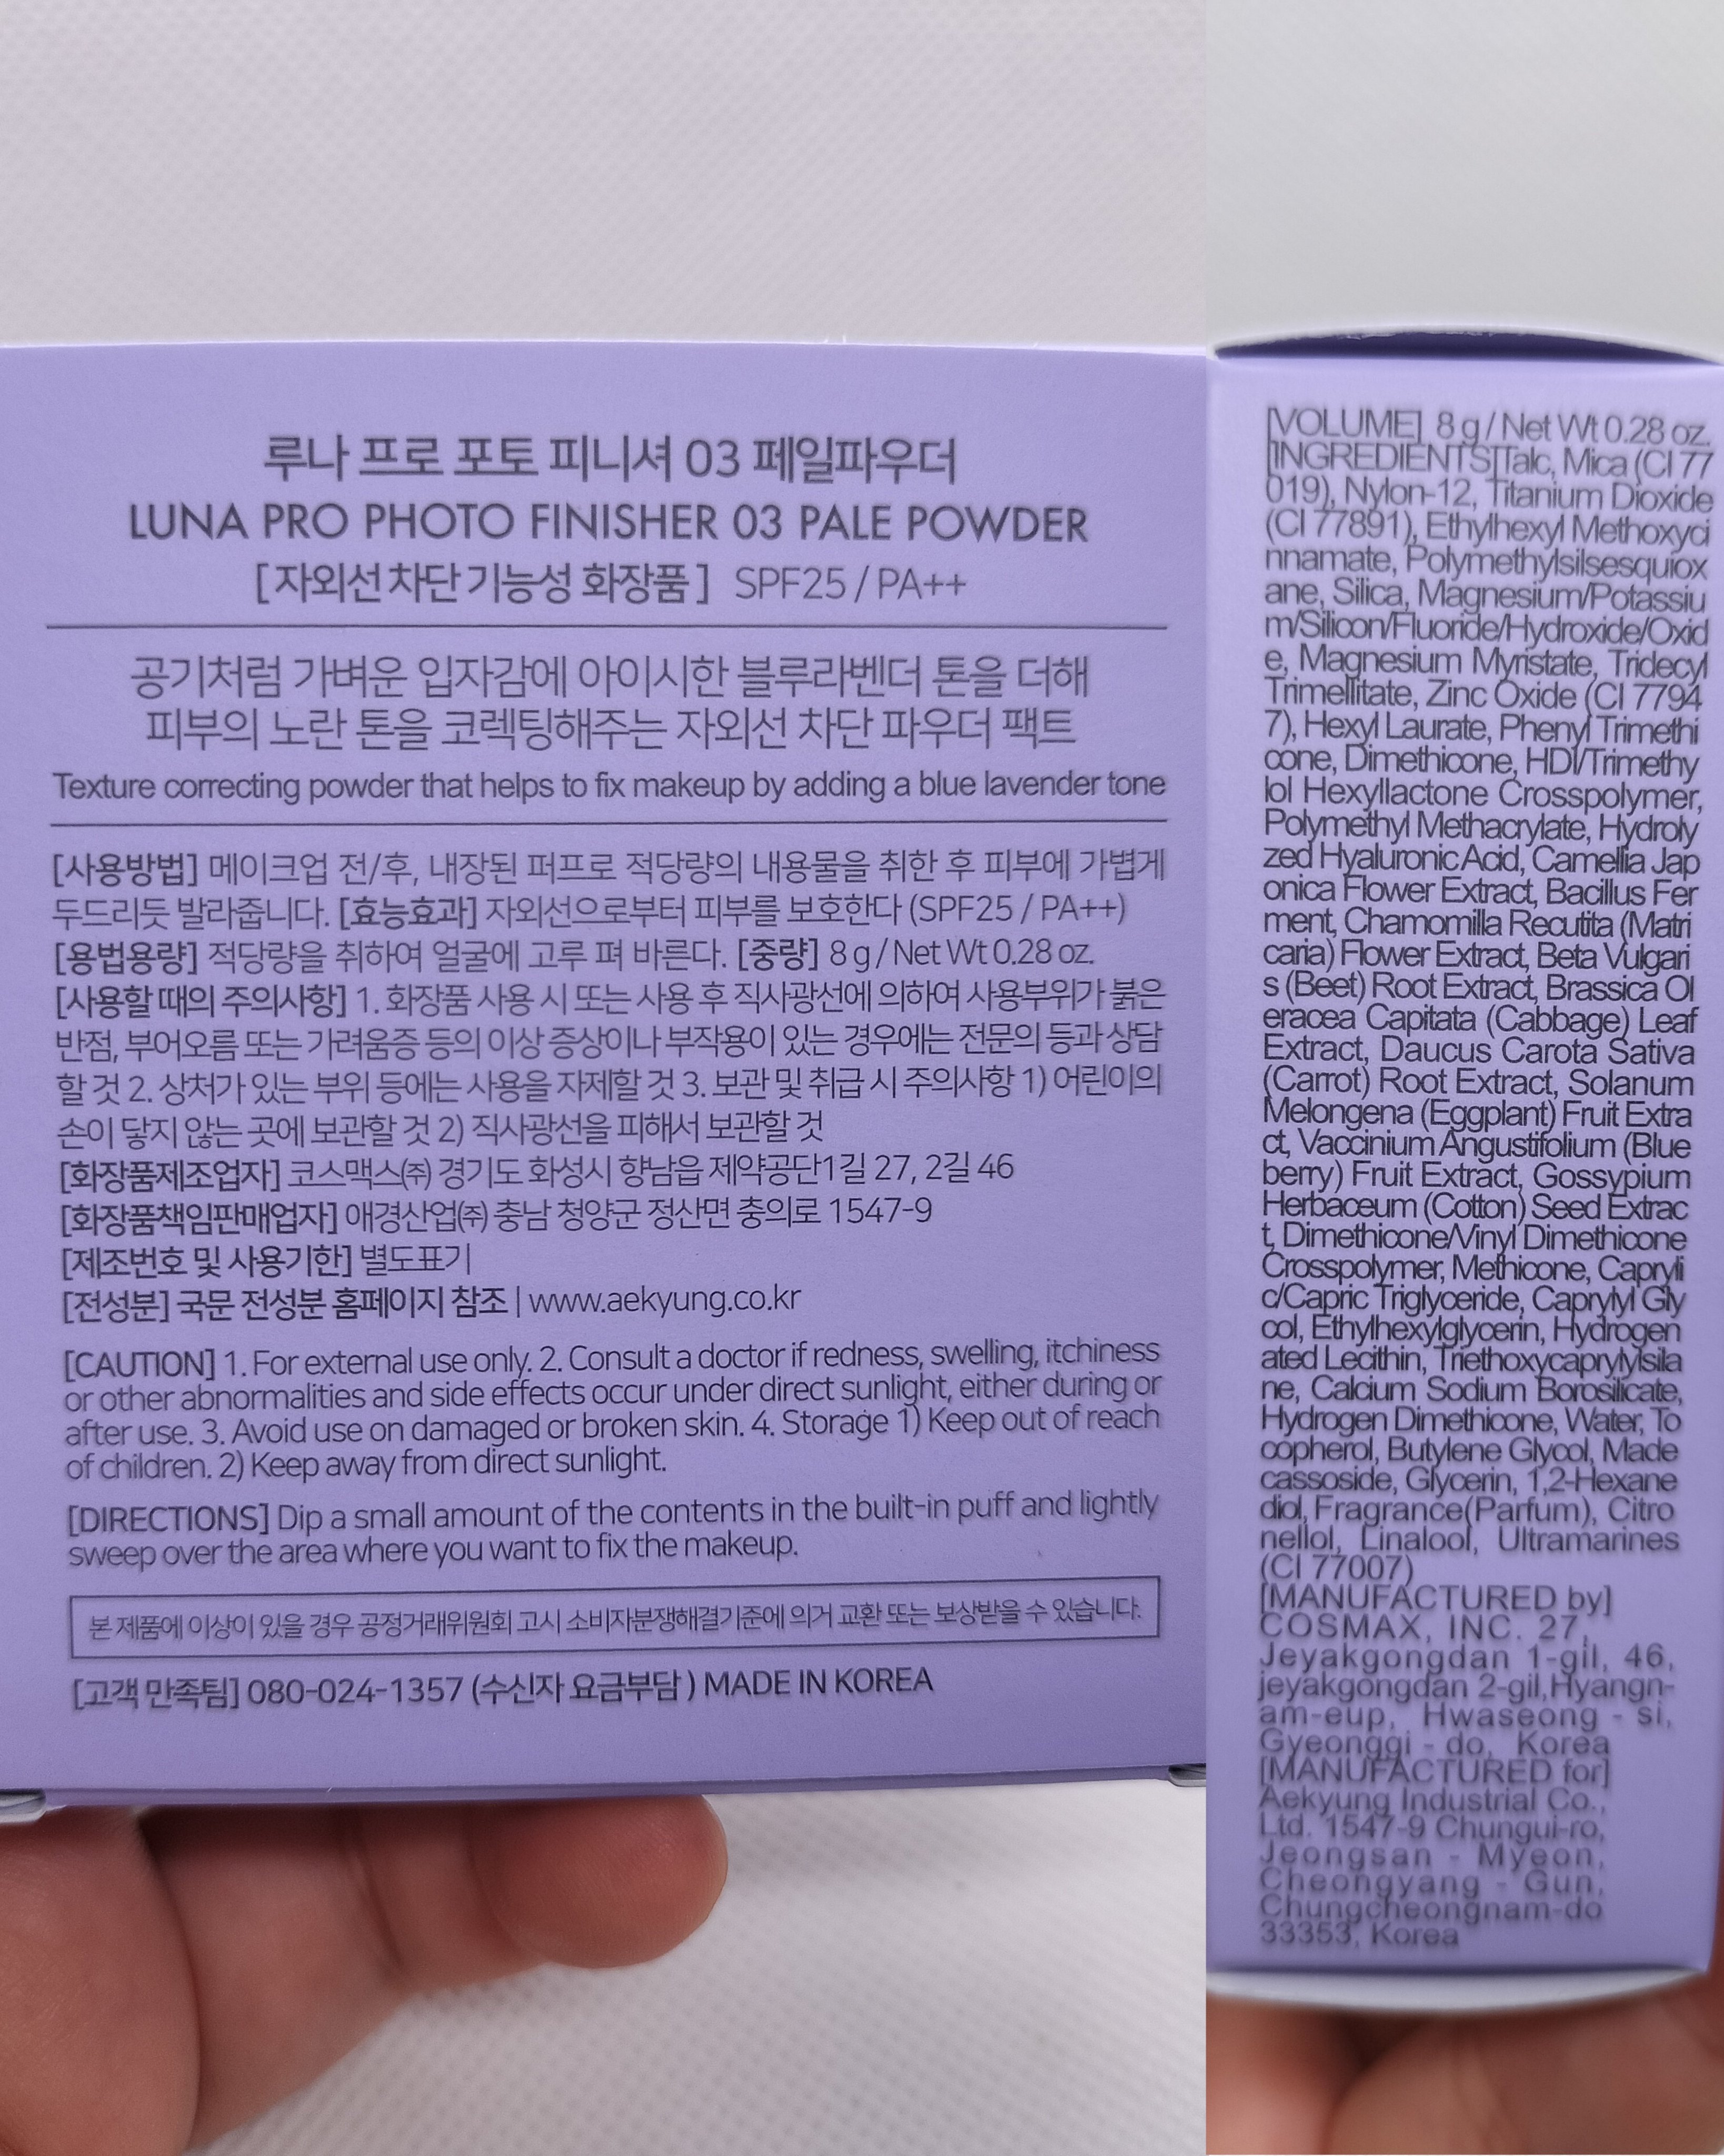 루나 프로 포토 피니셔 03 페일파우더
LUNA PRO PHOTO FINISHER 03 PALE POWDER
[ 자외선 차단 기능성 화장품 ] SPF25 / PA++
공기처럼 가벼운 입자감에 아이시한 블루라벤더 톤을 더해
피부의 노란 톤을 코렉팅해주는 자외선 차단 파우더 팩트
Texture correcting powder that helps to fix makeup by adding a blue lavender tone
[사용방법] 메이크업 전/후, 내장된 퍼프로 적당량의 내용물을 취한 후 피부에 가볍게
두드리듯 발라줍니다. [효능효과] 자외선으로부터 피부를 보호한다 (SPF25 / PA++)
[용법용량] 적당량을 취하여 얼굴에 고루 펴 바른다. [중량] 8 g / Net Wt 0.28 oz.
[사용할 때의 주의사항] 1. 화장품 사용 시 또는 사용 후 직사광선에 의하여 사용부위가 붉은
반점, 부어오름 또는 가려움증 등의 이상 증상이나 부작용이 있는 경우에는 전문의 등과 상담
할 것 2. 상처가 있는 부위 등에는 사용을 자제할 것 3. 보관 및 취급 시 주의사항 1) 어린이의
손이 닿지 않는 곳에 보관할 것 2) 직사광선을 피해서 보관할 것
[화장품제조업자] 코스맥스㈜ 경기도 화성시 향남읍 제약공단1길 27, 2길 46
[화장품책임판매업자] 애경산업㈜ 충남 청양군 정산면 충의로 1547-9
[제조번호 및 사용기한] 별도표기
[전성분] 국문 전성분 홈페이지 참조 | www.aekyung.co.kr
[CAUTION] 1. For external use only. 2. Consult a doctor if redness, swelling, itchiness
or other abnormalities and side effects occur under direct sunlight, either during or
after use. 3. Avoid use on damaged or broken skin. 4. Storage 1) Keep out of reach
of children. 2) Keep away from direct sunlight.
[DIRECTIONS] Dip a small amount of the contents in the built-in puff and lightly
sweep over the area where you want to fix the makeup.
본 제품에 이상이 있을 경우 공정거래위원회 고시 소비자분쟁해결기준에 의거 교환 또는 보상받을 수 있습니다.
[고객 만족팀] 080-024-1357 (수신자 요금부담 ) MADE IN KOREA
[VOLUME] 8 g / Net Wt 0.28 oz.
[INGREDIENTS]Talc, Mica (CI 77
019), Nylon-12, Titanium Dioxide
(CI 77891), Ethylhexyl Methoxyci
nnamate, Polymethylsilsesquiox
ane, Silica, Magnesium/Potassiu
m/Silicon/Fluoride/Hydroxide/Oxid
e, Magnesium Myristate, Tridecyl
Trimellitate, Zinc Oxide (CI 7794
7), Hexyl Laurate, Phenyl Trimethi
cone, Dimethicone, HDI/Trimethy
lol Hexyllactone Crosspolymer,
Polymethyl Methacrylate, Hydroly
zed Hyaluronic Acid, Camellia Jap
onica Flower Extract, Bacillus Fer
ment, Chamomilla Recutita (Matri
caria) Flower Extract, Beta Vulgari
s (Beet) Root Extract, Brassica Ol
eracea Capitata (Cabbage) Leaf
Extract, Daucus Carota Sativa
(Carrot) Root Extract, Solanum
Melongena (Eggplant) Fruit Extra
ct, Vaccinium Angustifolium (Blue
berry) Fruit Extract, Gossypium
Herbaceum (Cotton) Seed Extrac
t, Dimethicone/Vinyl Dimethicone
Crosspolymer, Methicone, Capryli
c/Capric Triglyceride, Caprylyl Gly
col, Ethylhexylglycerin, Hydrogen
ated Lecithin, Triethoxycaprylylsila
ne, Calcium Sodium Borosilicate,
Hydrogen Dimethicone, Water, To
copherol, Butylene Glycol, Made
cassoside, Glycerin, 1,2-Hexane
diol, Fragrance(Parfum), Citro
nellol, Linalool, Ultramarines
(CI 77007)
[MANUFACTURED by]
COSMAX, INC. 27,
Jeyakgongdan 1-gil, 46,
jeyakgongdan 2-gil,Hyangn-
am-eup, Hwaseong - si,
Gyeonggi - do, Korea
[MANUFACTURED for]
Aekyung Industrial Co.,
Ltd. 1547-9 Chungui-ro,
Jeongsan - Myeon,
Cheongyang - Gun,
Chungcheongnam-do
33353, Korea